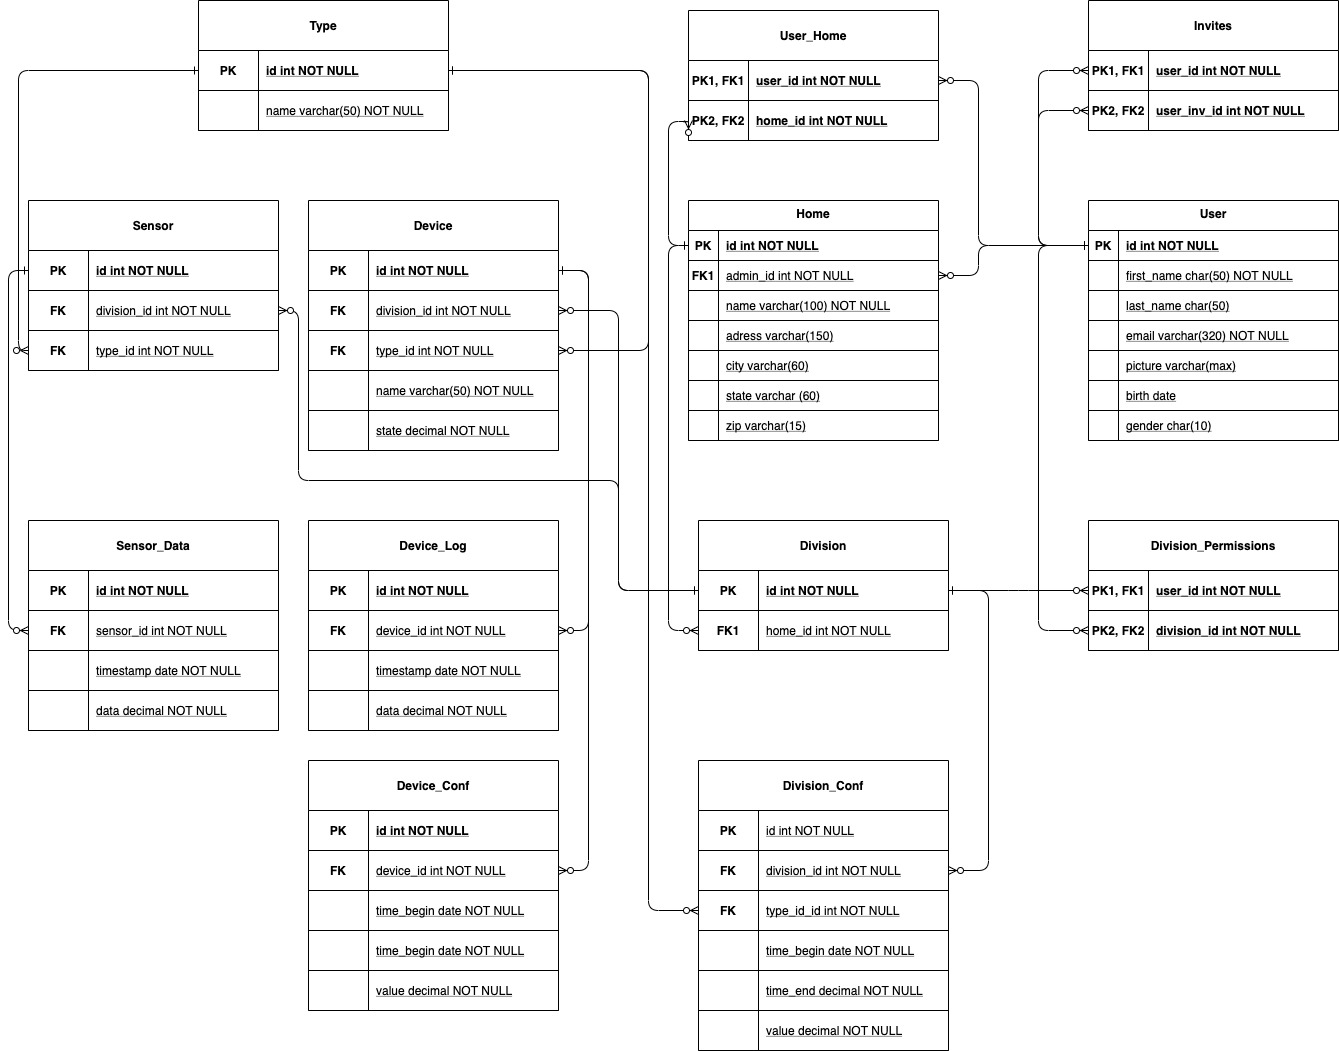 Type
PK id int NOT NULL
name varchar(50) NOT NULL
User_Home
PK1, FK1 user_id int NOT NULL
PK2, FK2 home_id int NOT NULL
Invites
PK1, FK1 user_id int NOT NULL
PK2, FK2 user_inv_id int NOT NULL
Sensor
PK id int NOT NULL
FK division_id int NOT NULL
FK type_id int NOT NULL
Device
PK id int NOT NULL
FK division_id int NOT NULL
FK type_id int NOT NULL
name varchar(50) NOT NULL
state decimal NOT NULL
Home
PK id int NOT NULL
FK1 admin_id int NOT NULL
name varchar(100) NOT NULL
adress varchar(150)
city varchar(60)
state varchar (60)
zip varchar(15)
User
PK id int NOT NULL
first_name char(50) NOT NULL
last_name char(50)
email varchar(320) NOT NULL
picture varchar(max)
birth date
gender char(10)
Sensor_Data
PK id int NOT NULL
FK sensor_id int NOT NULL
timestamp date NOT NULL
data decimal NOT NULL
Device_Log
PK id int NOT NULL
FK device_id int NOT NULL
timestamp date NOT NULL
data decimal NOT NULL
Division
PK id int NOT NULL
FK1 home_id int NOT NULL
Division_Permissions
PK1, FK1 user_id int NOT NULL
PK2, FK2 division_id int NOT NULL
Device_Conf
PK id int NOT NULL
FK device_id int NOT NULL
time_begin date NOT NULL
time_begin date NOT NULL
value decimal NOT NULL
Division_Conf
PK id int NOT NULL
FK division_id int NOT NULL
FK type_id_id int NOT NULL
time_begin date NOT NULL
time_end decimal NOT NULL
value decimal NOT NULL